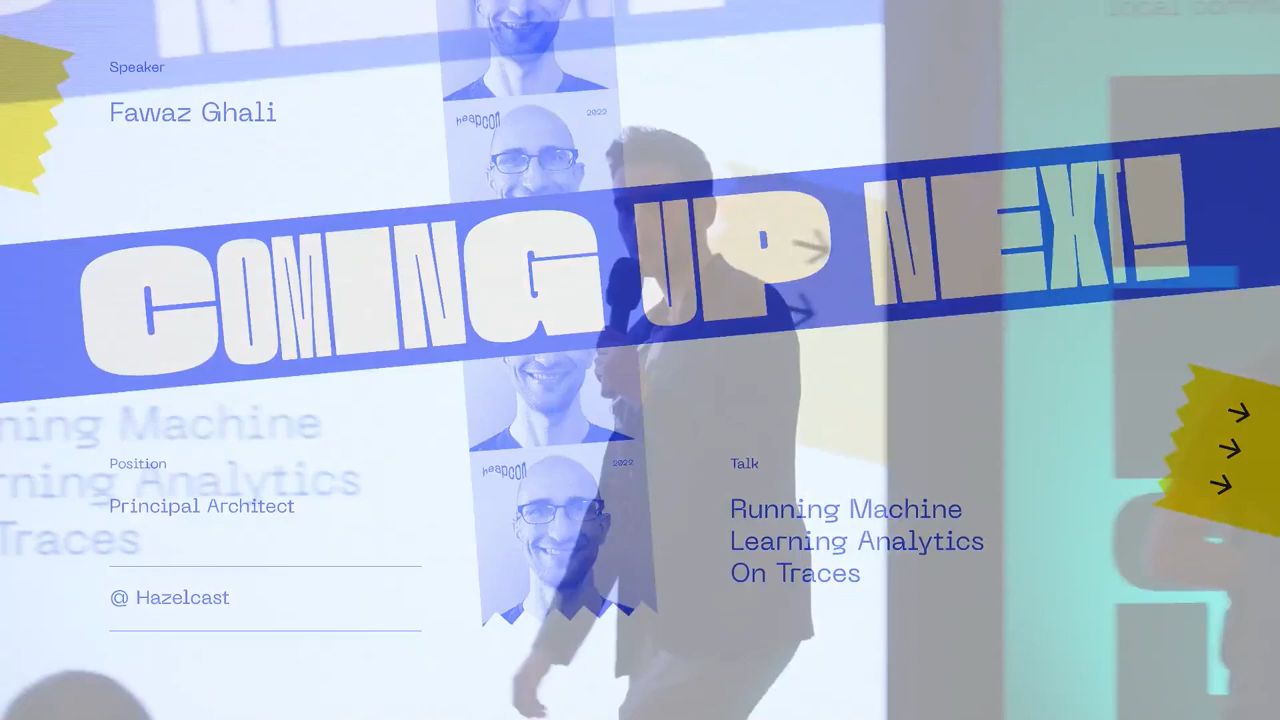 Speaker
Fawaz Ghali
heapcon
2022
COMING UP NEXT!
ning Machine
rning Analytics
Traces
Position
Principal Architect
@ Hazelcast
heapcon
2022
Talk
Running Machine
Learning Analytics
On Traces